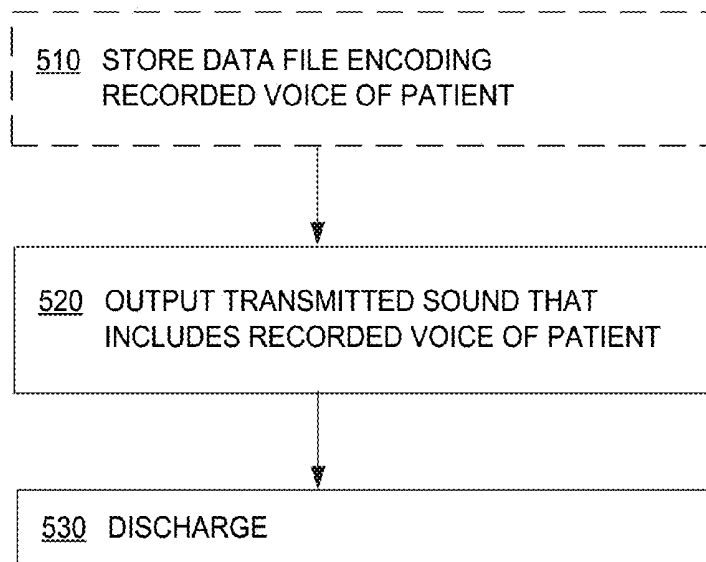 510 STORE DATA FILE ENCODING
RECORDED VOICE OF PATIENT
520 OUTPUT TRANSMITTED SOUND THAT
INCLUDES RECORDED VOICE OF PATIENT
530 DISCHARGE